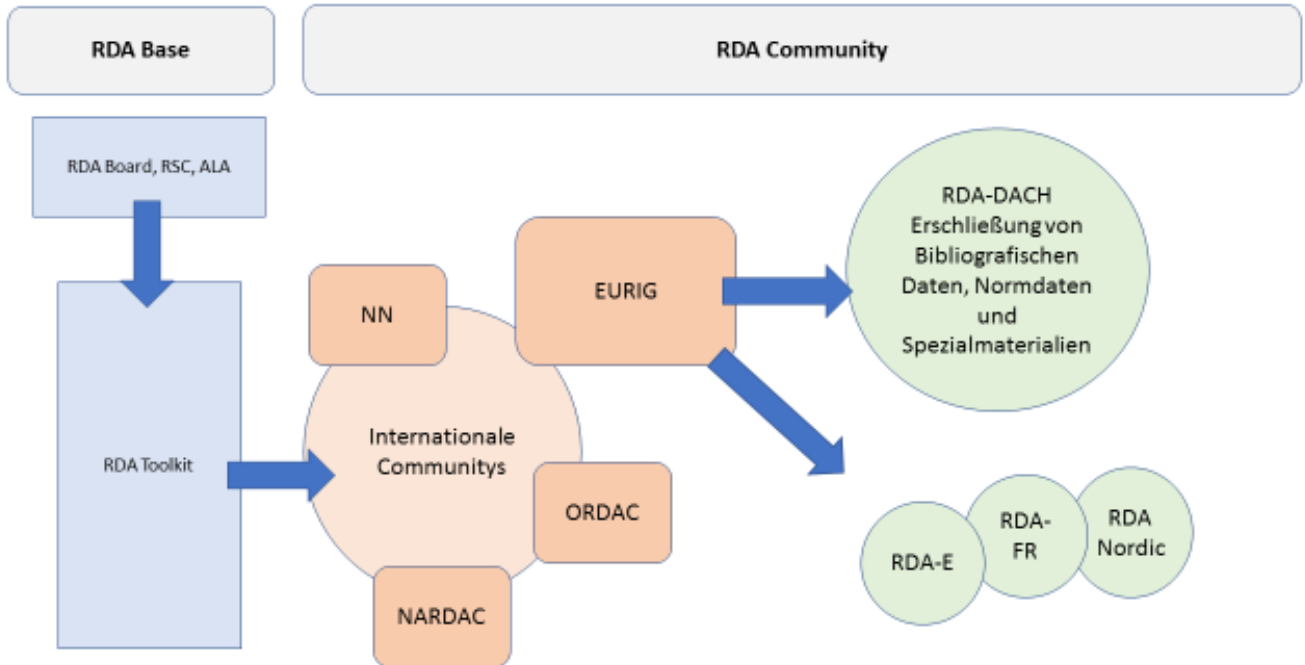 RDA Base
RDA Community
RDA Board, RSC, ALA
RDA Toolkit
NN
Internationale
Communitys
EURIG
ORDAC
NARDAC
RDA-DACH
Erschließung von
Bibliografischen
Daten, Normdaten
und
Spezialmaterialien
RDA-E
RDA-
FR
RDA
Nordic